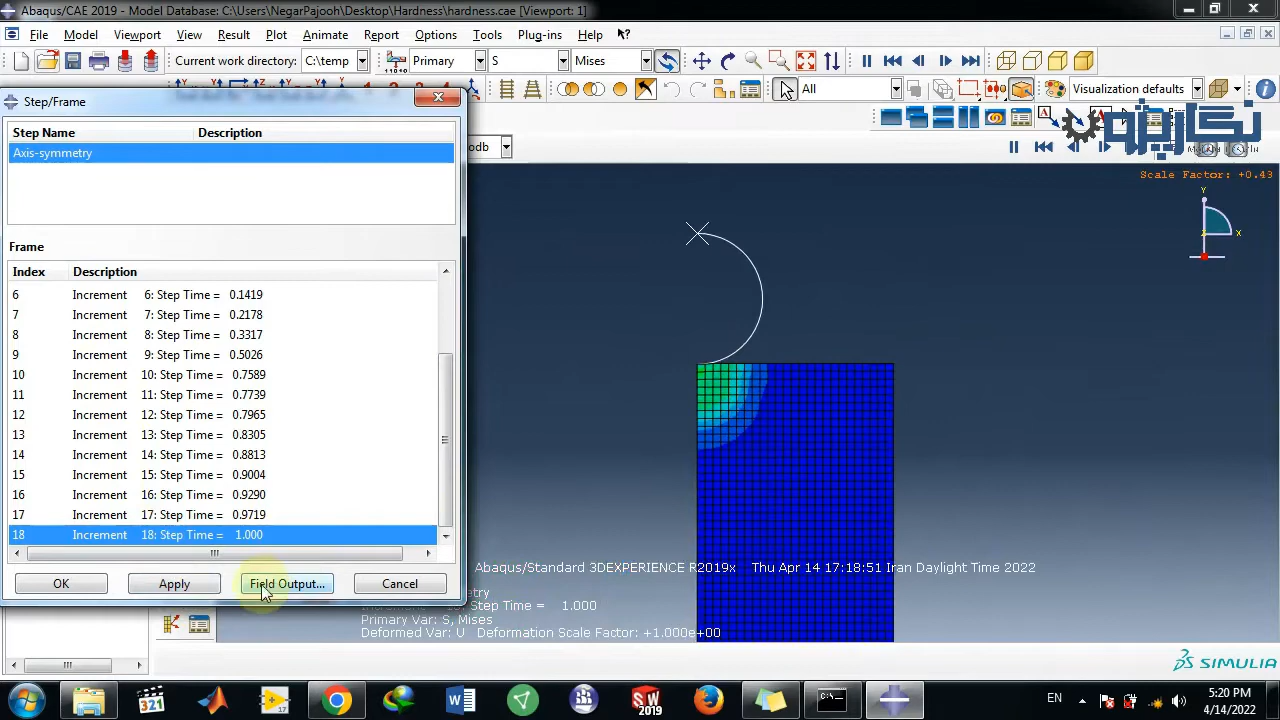 Abaqus/CAE 2019 - Model Database: C:\Users\NegarPajooh\Desktop\Hardness\hardness.cae [Viewport: 1]
File Model Viewport View Result Plot Animate Report Options Tools Plug-ins Help
Current work directory: C:\temp Primary S Mises
All Visualization defaults
Step/Frame
odb
نگارپژوه
Step Name Description
Axis-symmetry
Scale Factor: +0.43
Y
X
Frame
Index Description
6 Increment 6: Step Time = 0.1419
7 Increment 7: Step Time = 0.2178
8 Increment 8: Step Time = 0.3317
9 Increment 9: Step Time = 0.5026
10 Increment 10: Step Time = 0.7589
11 Increment 11: Step Time = 0.7739
12 Increment 12: Step Time = 0.7965
13 Increment 13: Step Time = 0.8305
14 Increment 14: Step Time = 0.8813
15 Increment 15: Step Time = 0.9004
16 Increment 16: Step Time = 0.9290
17 Increment 17: Step Time = 0.9719
18 Increment 18: Step Time = 1.000
OK Apply Field Output... Cancel
Abaqus/Standard 3DEXPERIENCE R2019x Thu Apr 14 17:18:51 Iran Daylight Time 2022
Step Time = 1.000
Primary Var: S, Mises
Deformed Var: U Deformation Scale Factor: +1.000e+00
SIMULIA
EN
5:20 PM
4/14/2022